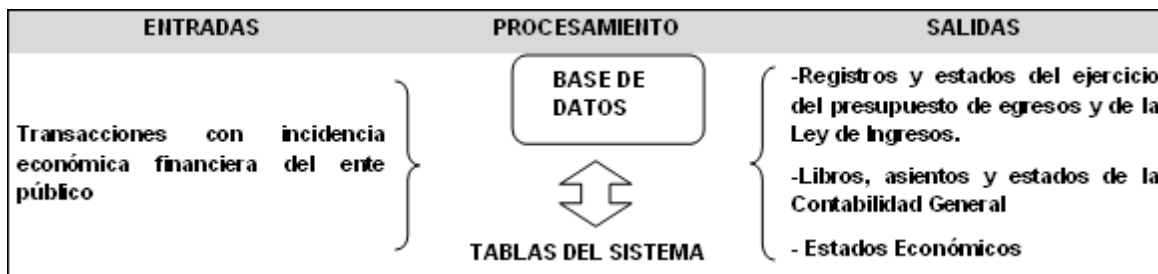 ENTRADAS
PROCESAMIENTO
SALIDAS
Transacciones con incidencia
económica financiera del ente
público
BASE DE
DATOS
TABLAS DEL SISTEMA
-Registros y estados del ejercicio
del presupuesto de egresos y de la
Ley de Ingresos.
-Libros, asientos y estados de la
Contabilidad General
- Estados Económicos